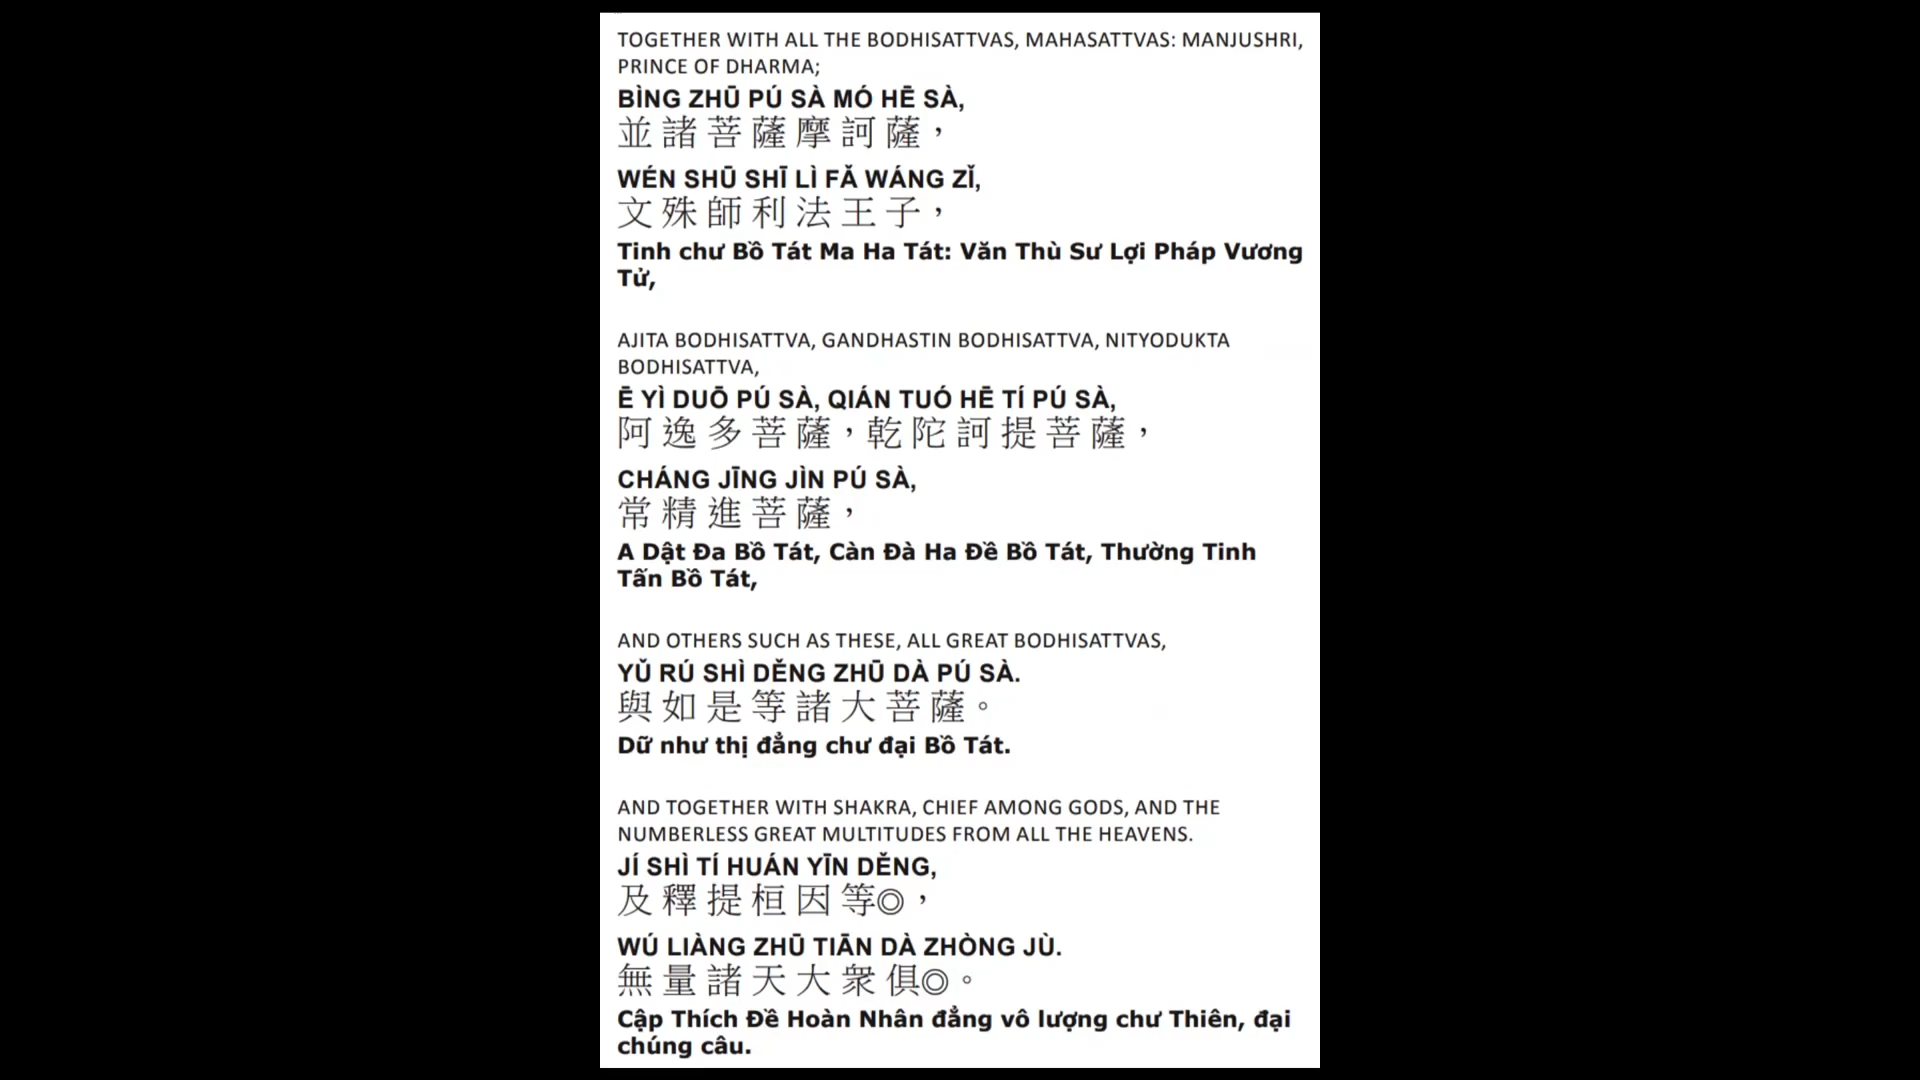 TOGETHER WITH ALL THE BODHISATTVAS, MAHASATTVAS: MANJUSHRI,
PRINCE OF DHARMA;
BÌNG ZHŪ PÚ SÀ MÓ HĒ SÀ,
並諸菩薩摩訶薩，
WÉN SHŪ SHĪ LÌ FǍ WÁNG ZǏ,
文殊師利法王子，
Tinh chư Bồ Tát Ma Ha Tát: Văn Thù Sư Lợi Pháp Vương
Tử,
AJITA BODHISATTVA, GANDHASTIN BODHISATTVA, NITYODUKTA
BODHISATTVA,
Ē YÌ DUŌ PÚ SÀ, QIÁN TUÓ HĒ TÍ PÚ SÀ,
阿逸多菩薩，乾陀訶提菩薩，
CHÁNG JĪNG JÌN PÚ SÀ,
常精進菩薩，
A Dật Đa Bồ Tát, Càn Đà Ha Đề Bồ Tát, Thường Tinh
Tấn Bồ Tát,
AND OTHERS SUCH AS THESE, ALL GREAT BODHISATTVAS,
YǓ RÚ SHÌ DĚNG ZHŪ DÀ PÚ SÀ.
與如是等諸大菩薩。
Dữ như thị đẳng chư đại Bồ Tát.
AND TOGETHER WITH SHAKRA, CHIEF AMONG GODS, AND THE
NUMBERLESS GREAT MULTITUDES FROM ALL THE HEAVENS.
JÍ SHÌ TÍ HUÁN YĪN DĚNG,
及釋提桓因等◎，
WÚ LIÀNG ZHŪ TIĀN DÀ ZHÒNG JÙ.
無量諸天大衆俱◎。
Cập Thích Đề Hoàn Nhân đẳng vô lượng chư Thiên, đại
chúng câu.